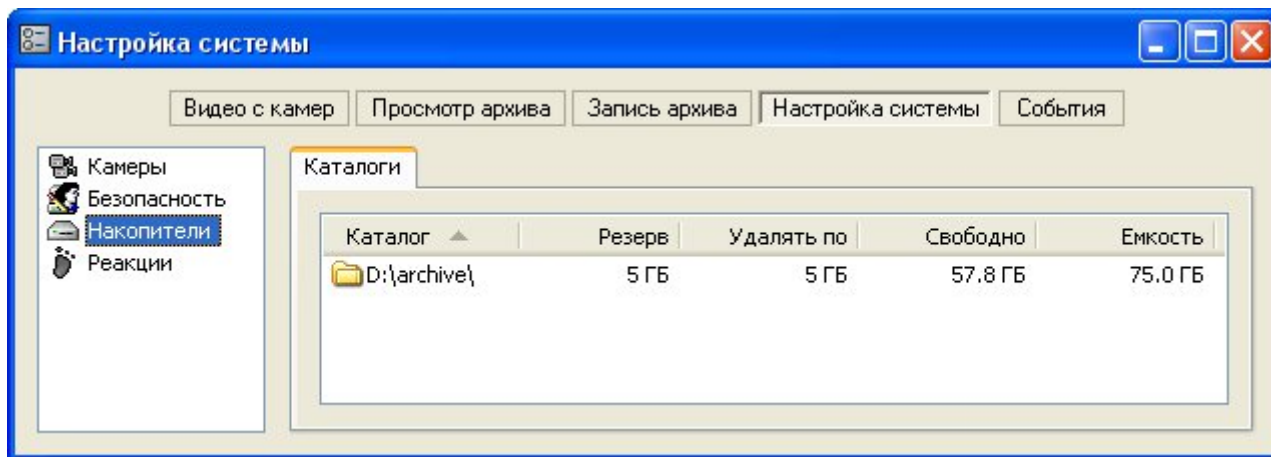 Настройка системы
Видео с камер Просмотр архива Запись архива Настройка системы События
Камеры
Безопасность
Накопители
Реакции
Каталоги
Каталог Резерв Удалять по Свободно Емкость
D:\archive\ 5 ГБ 5 ГБ 57.8 ГБ 75.0 ГБ